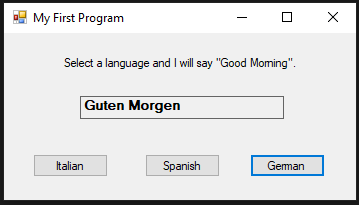 My First Program
Select a language and I will say "Good Morning".
Guten Morgen
Italian Spanish German